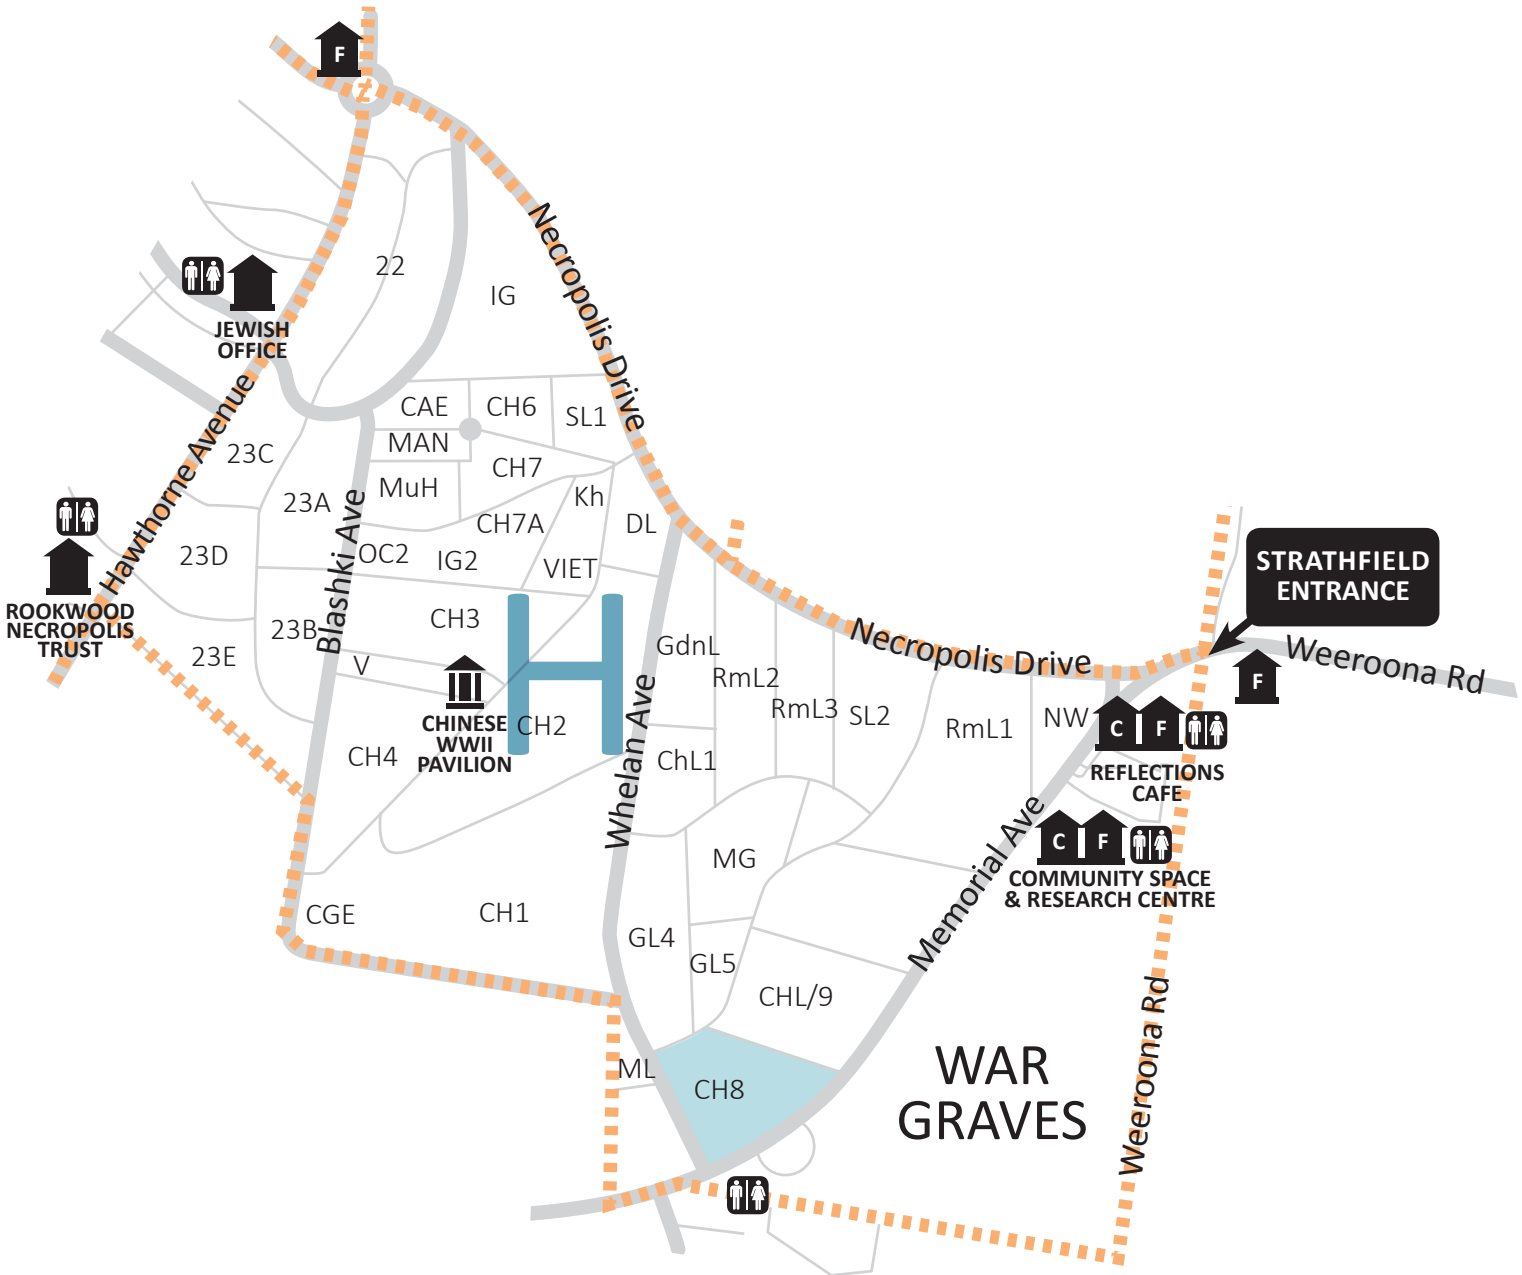 F
22
IG
Necropolis Drive
JEWISH
OFFICE
Hawthorne Avenue
CAE
CH6
SL1
MAN
23C
CH7
MuH
23A
Kh
CH7A
DL
Blashki Ave
OC2
IG2
VIET
23D
STRATHFIELD
ENTRANCE
ROOKWOOD
NECROPOLIS
TRUST
23B
CH3
H
GdnL
Necropolis Drive
Weeroona Rd
23E
V
RmL2
F
RmL3
SL2
RmL1
NW
C F
CHINESE
WWII
PAVILION
CH2
CH4
Whelan Ave
ChL1
REFLECTIONS
CAFE
Memorial Ave
C F
MG
COMMUNITY SPACE
& RESEARCH CENTRE
CGE
CH1
GL4
GL5
CHL/9
Weeroona Rd
ML
CH8
WAR
GRAVES